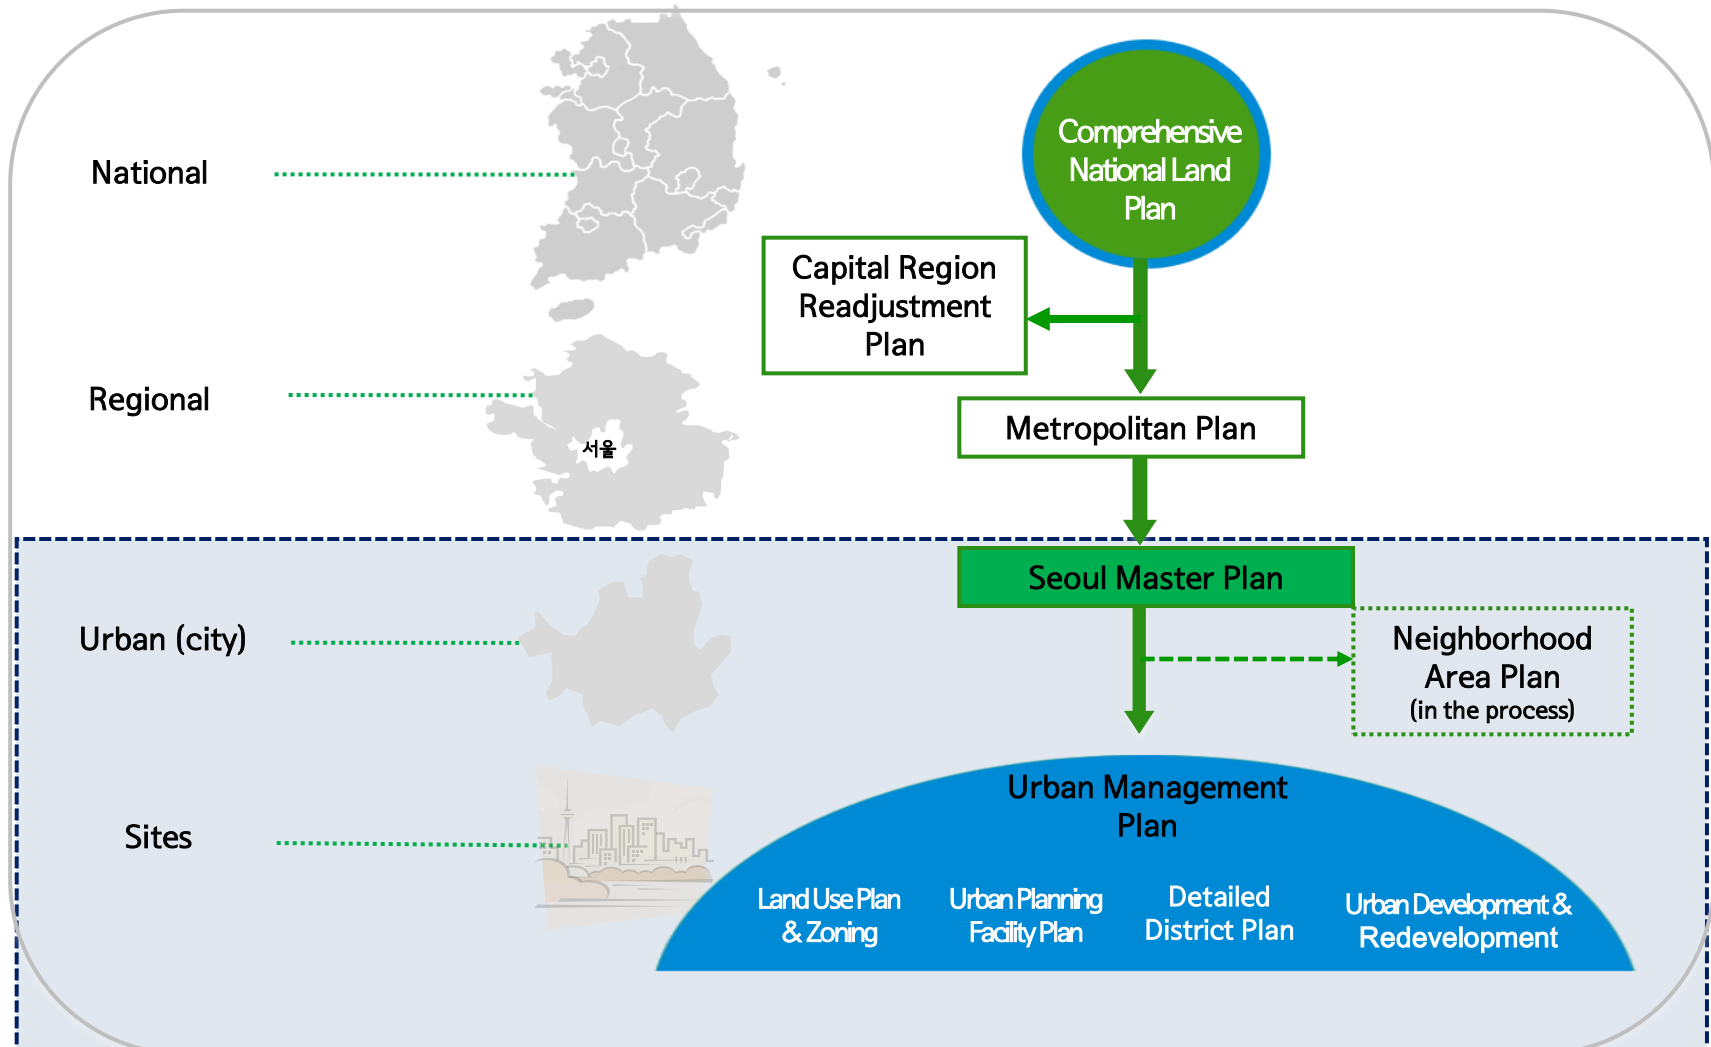 National
Comprehensive
National Land
Plan
Capital Region
Readjustment
Plan
Regional
서울
Metropolitan Plan
Seoul Master Plan
Urban (city)
Neighborhood
Area Plan
(in the process)
Sites
Urban Management
Plan
Land Use Plan
& Zoning
Urban Planning
Facility Plan
Detailed
District Plan
Urban Development &
Redevelopment